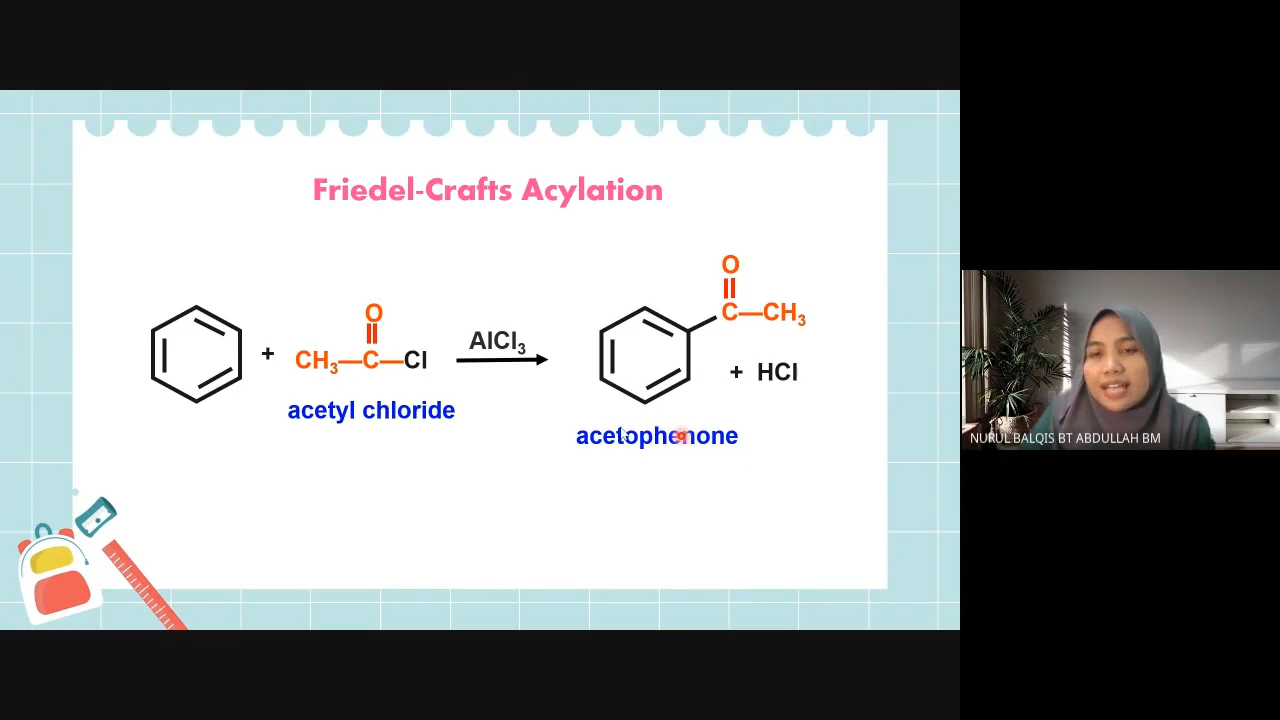 Friedel-Crafts Acylation
O
CH₃—C—Cl
+
acetyl chloride
AlCl₃
O
C—CH₃
+ HCl
acetophenone
NURUL BALQIS BT ABDULLAH BM